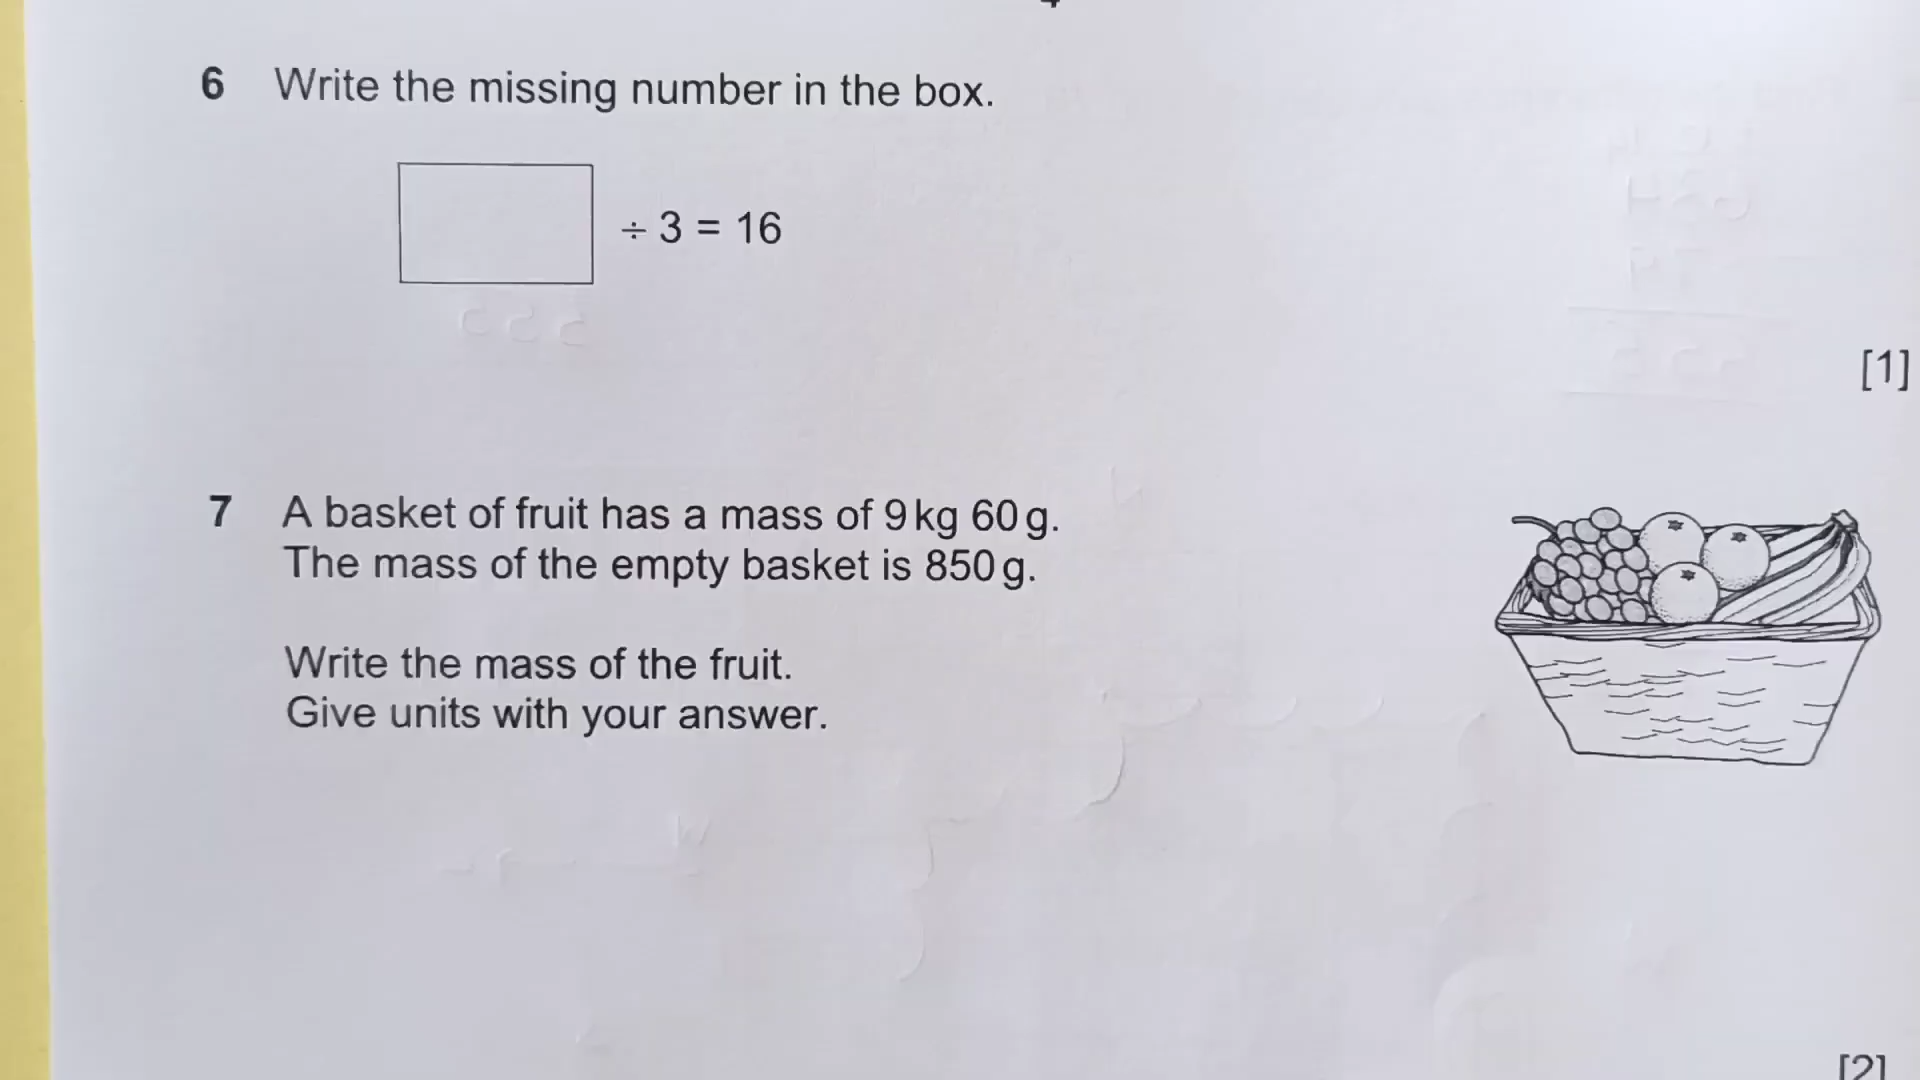 6 Write the missing number in the box.
÷ 3 = 16
[1]
7 A basket of fruit has a mass of 9 kg 60 g.
The mass of the empty basket is 850 g.
Write the mass of the fruit.
Give units with your answer.
[2]